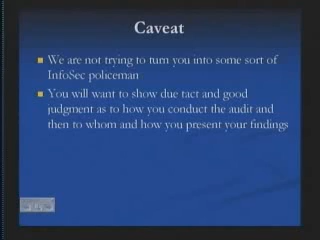 Caveat
We are not trying to turn you into some sort of
InfoSec policeman
You will want to show due tact and good
judgment as to how you conduct the audit and
then to whom and how you present your findings